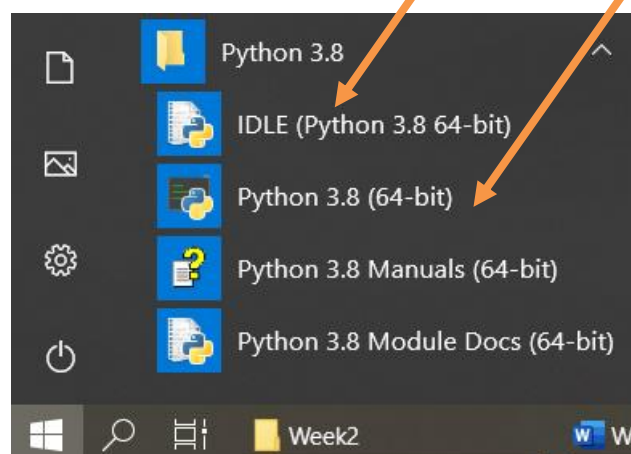 Python 3.8
IDLE (Python 3.8 64-bit)
Python 3.8 (64-bit)
Python 3.8 Manuals (64-bit)
Python 3.8 Module Docs (64-bit)
Week2
W